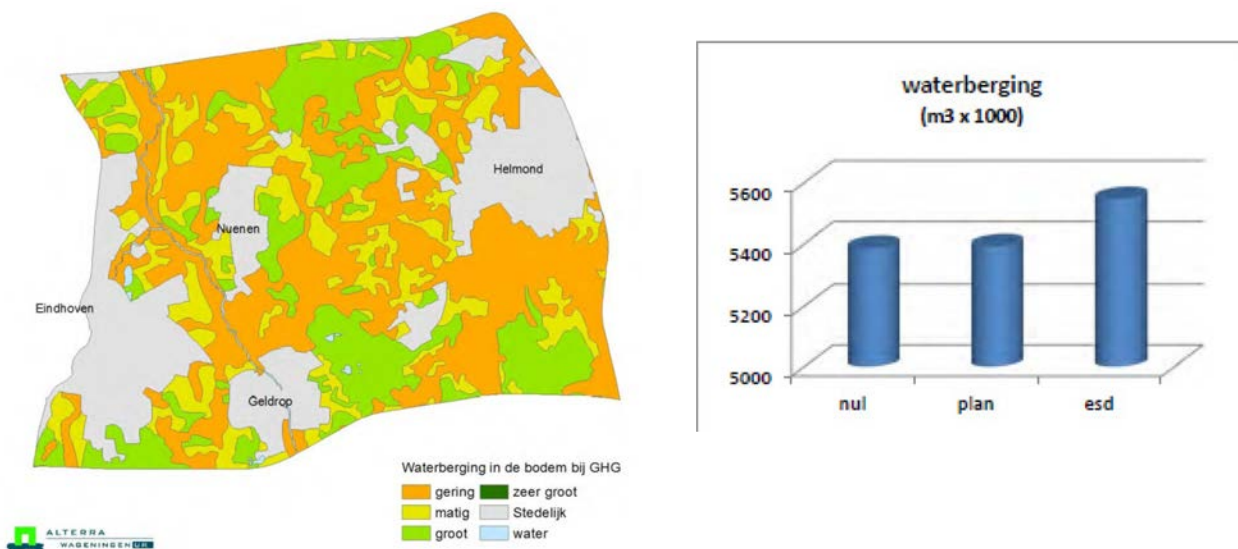 Helmond
Nuenen
Eindhoven
Geldrop
Waterberging in de bodem bij GHG
gering
zeer groot
matig
Stedelijk
groot
water
ALTERRA
WAGENINGEN UR
waterberging
(m3 x 1000)
5600
5400
5200
5000
nul
plan
esd